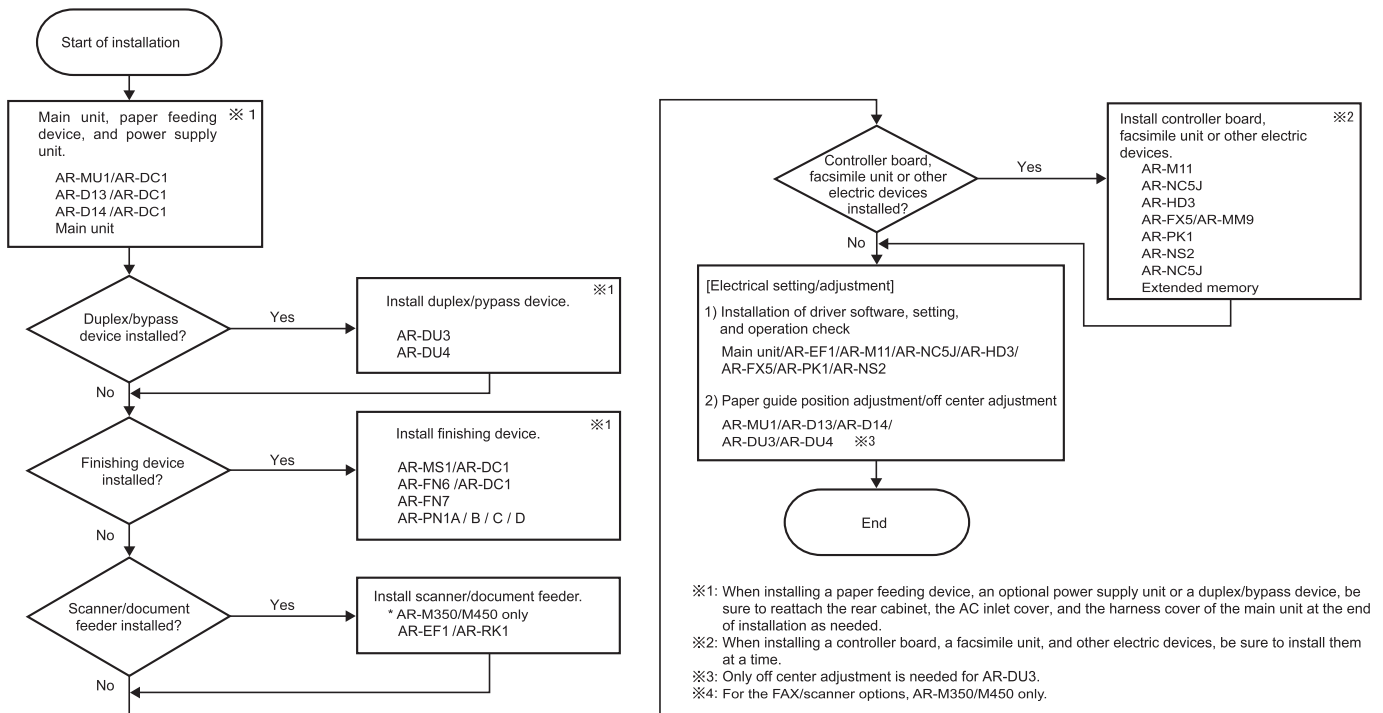 Start of installation
Main unit, paper feeding ※ 1
device, and power supply
unit.
AR-MU1/AR-DC1
AR-D13 /AR-DC1
AR-D14 /AR-DC1
Main unit
Duplex/bypass
device installed?
Yes
No
Install duplex/pypass device. ※1
AR-DU3
AR-DU4
Finishing device
installed?
Yes
No
Install finishing device. ※1
AR-MS1/AR-DC1
AR-FN6 /AR-DC1
AR-FN7
AR-PN1A / B / C / D
Scanner/document
feeder installed?
Yes
No
Install scanner/document feeder.
* AR-M350/M450 only
AR-EF1 /AR-RK1
Controller board,
facsimile unit or other
electric devices
installed?
Yes
No
Install controller board, ※2
facsimile unit or other electric
devices.
AR-M11
AR-NC5J
AR-HD3
AR-FX5/AR-MM9
AR-PK1
AR-NS2
AR-NC5J
Extended memory
[Electrical setting/adjustment]
1) Installation of driver software, setting,
and operation check
Main unit/AR-EF1/AR-M11/AR-NC5J/AR-HD3/
AR-FX5/AR-PK1/AR-NS2
2) Paper guide position adjustment/off center adjustment
AR-MU1/AR-D13/AR-D14/
AR-DU3/AR-DU4 ※3
End
※1: When installing a paper feeding device, an optional power supply unit or a duplex/bypass device, be
sure to reattach the rear cabinet, the AC inlet cover, and the harness cover of the main unit at the end
of installation as needed.
※2: When installing a controller board, a facsimile unit, and other electric devices, be sure to install them
at a time.
※3: Only off center adjustment is needed for AR-DU3.
※4: For the FAX/scanner options, AR-M350/M450 only.